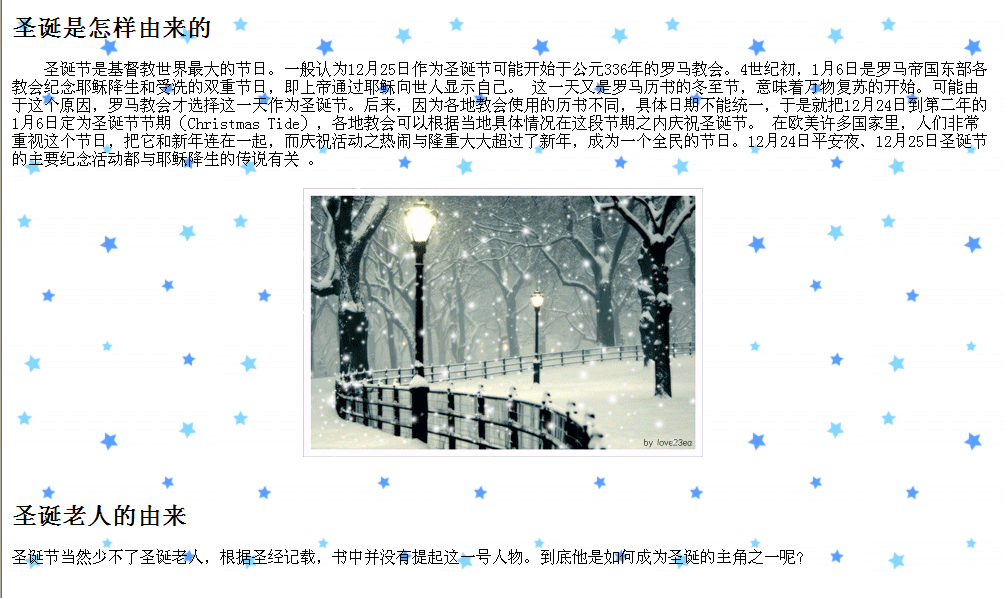 圣诞是怎样由来的
圣诞节是基督教世界最大的节日。一般认为12月25日作为圣诞节可能开始于公元336年的罗马教会。4世纪初，1月6日是罗马帝国东部各
教会纪念耶稣降生和受洗的双重节日，即上帝通过耶稣向世人显示自己。 这一天又是罗马历书的冬至节，意味着万物复苏的开始。可能由
于这个原因，罗马教会才选择这一天作为圣诞节。后来，因为各地教会使用的历书不同，具体日期不能统一，于是就把12月24日到第二年的
1月6日定为圣诞节节期（Christmas Tide），各地教会可以根据当地具体情况在这段节期之内庆祝圣诞节。 在欧美许多国家里，人们非常
重视这个节日，把它和新年连在一起，而庆祝活动之热闹与隆重大大超过了新年，成为一个全民的节日。12月24日平安夜、12月25日圣诞节
的主要纪念活动都与耶稣降生的传说有关 。
by love23ea
圣诞老人的由来
圣诞节当然少不了圣诞老人，根据圣经记载，书中并没有提起这一号人物。到底他是如何成为圣诞的主角之一呢？